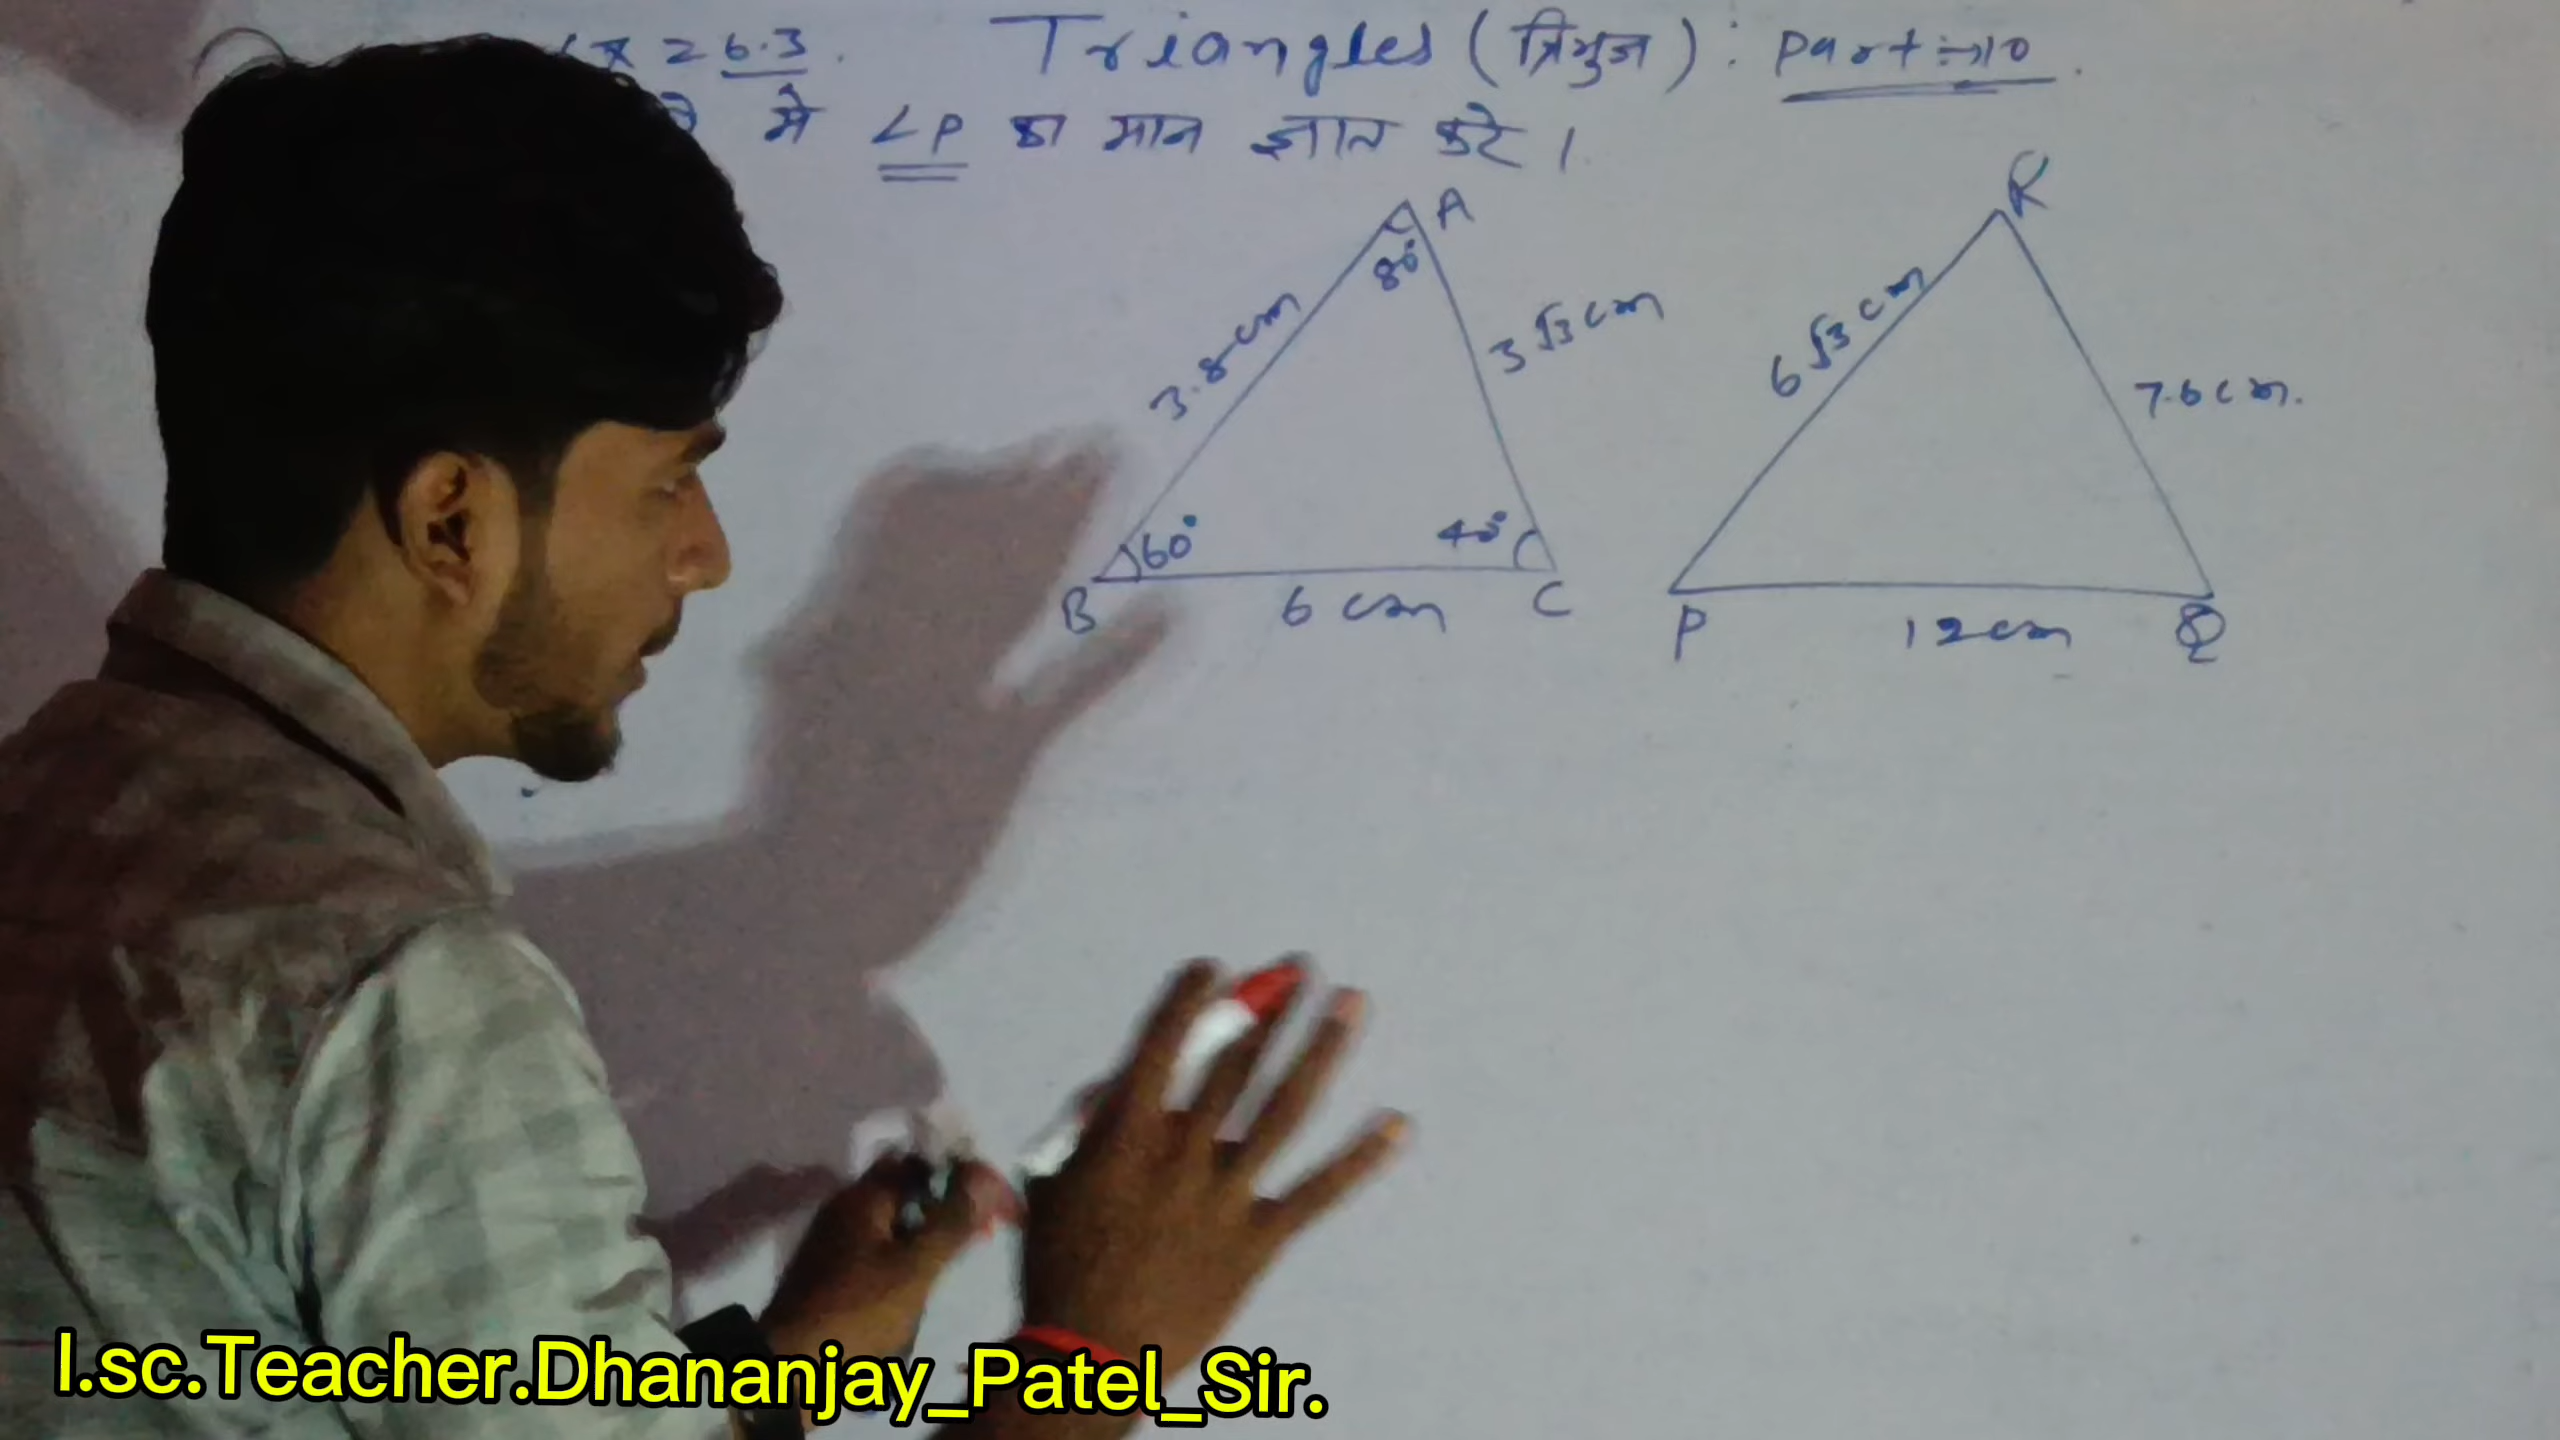 x = 6.3. Triangles (त्रिभुज) : part :- 10.
मे ∠P का मान ज्ञात करे ।
A
80°
3.8 cm
3√3 cm
60°
40°
B
6 cm
C
R
6√3 cm
7.6 cm.
P
12 cm
Q
I.sc.Teacher.Dhananjay_Patel_Sir.